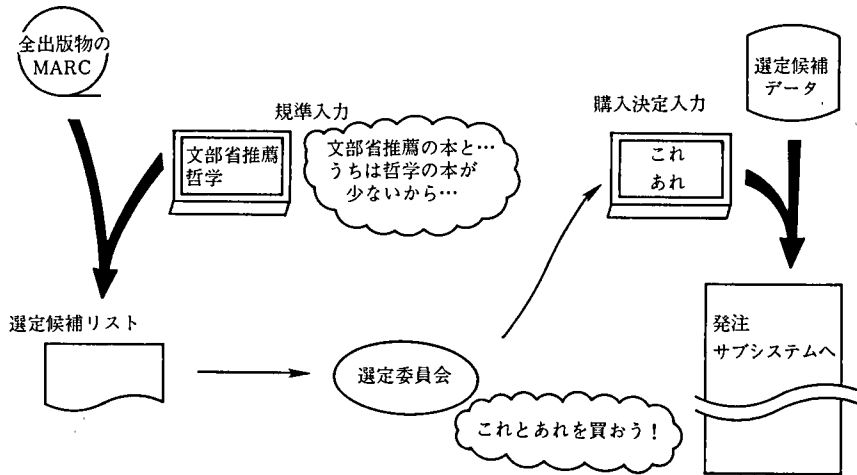 全出版物の
MARC
規準入力
文部省推薦
哲学
文部省推薦の本と…
うちは哲学の本が
少ないから…
選定候補リスト
選定委員会
これとあれを買おう！
購入決定入力
これ
あれ
選定候補
データ
発注
サブシステムへ